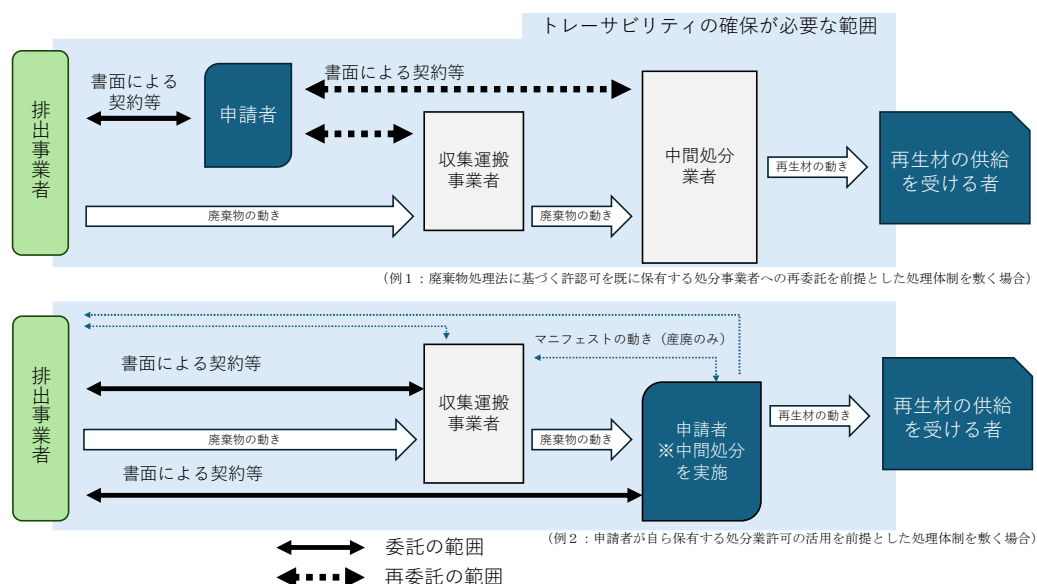 トレーサビリティの確保が必要な範囲
排出事業者
書面による
契約等
申請者
書面による契約等
収集運搬
事業者
中間処分
業者
再生材の動き
再生材の供給
を受ける者
廃棄物の動き
廃棄物の動き
(例1:廃棄物処理法に基づく許認可を既に保有する処分事業者への再委託を前提とした処理体制を敷く場合)
排出事業者
マニフェストの動き(産廃のみ)
書面による契約等
収集運搬
事業者
申請者
※中間処分
を実施
再生材の動き
再生材の供給
を受ける者
廃棄物の動き
廃棄物の動き
書面による契約等
(例2:申請者が自ら保有する処分業許可の活用を前提とした処理体制を敷く場合)
委託の範囲
再委託の範囲